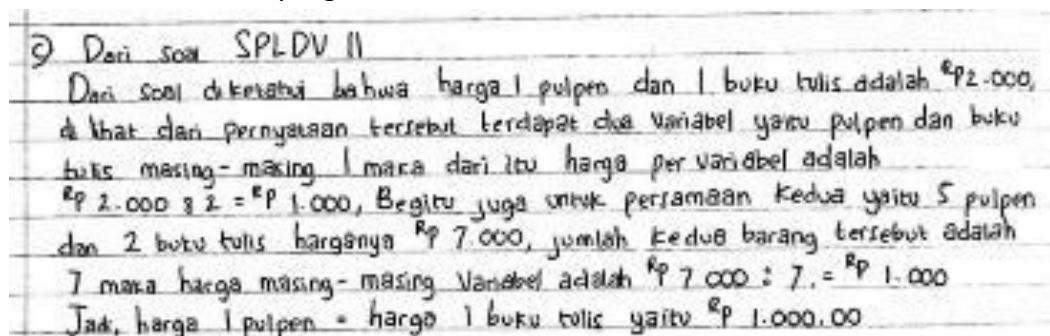 ② Dari soal SPLDV 11
Dari soal diketahui bahwa harga 1 pulpen dan 1 buku tulis adalah Rp2.000,
di lihat dari pernyataan tersebut terdapat dua variabel yaitu pulpen dan buku
tulis masing-masing 1 maka dari itu harga per variabel adalah
Rp 2.000 : 2 = Rp 1.000, Begitu juga untuk persamaan kedua yaitu 5 pulpen
dan 2 buku tulis harganya Rp 7.000, jumlah kedua barang tersebut adalah
7 maka harga masing-masing Variabel adalah Rp 7 000 : 7. = Rp 1.000
Jadi, harga 1 pulpen = harga 1 buku tulis yaitu Rp 1.000.00